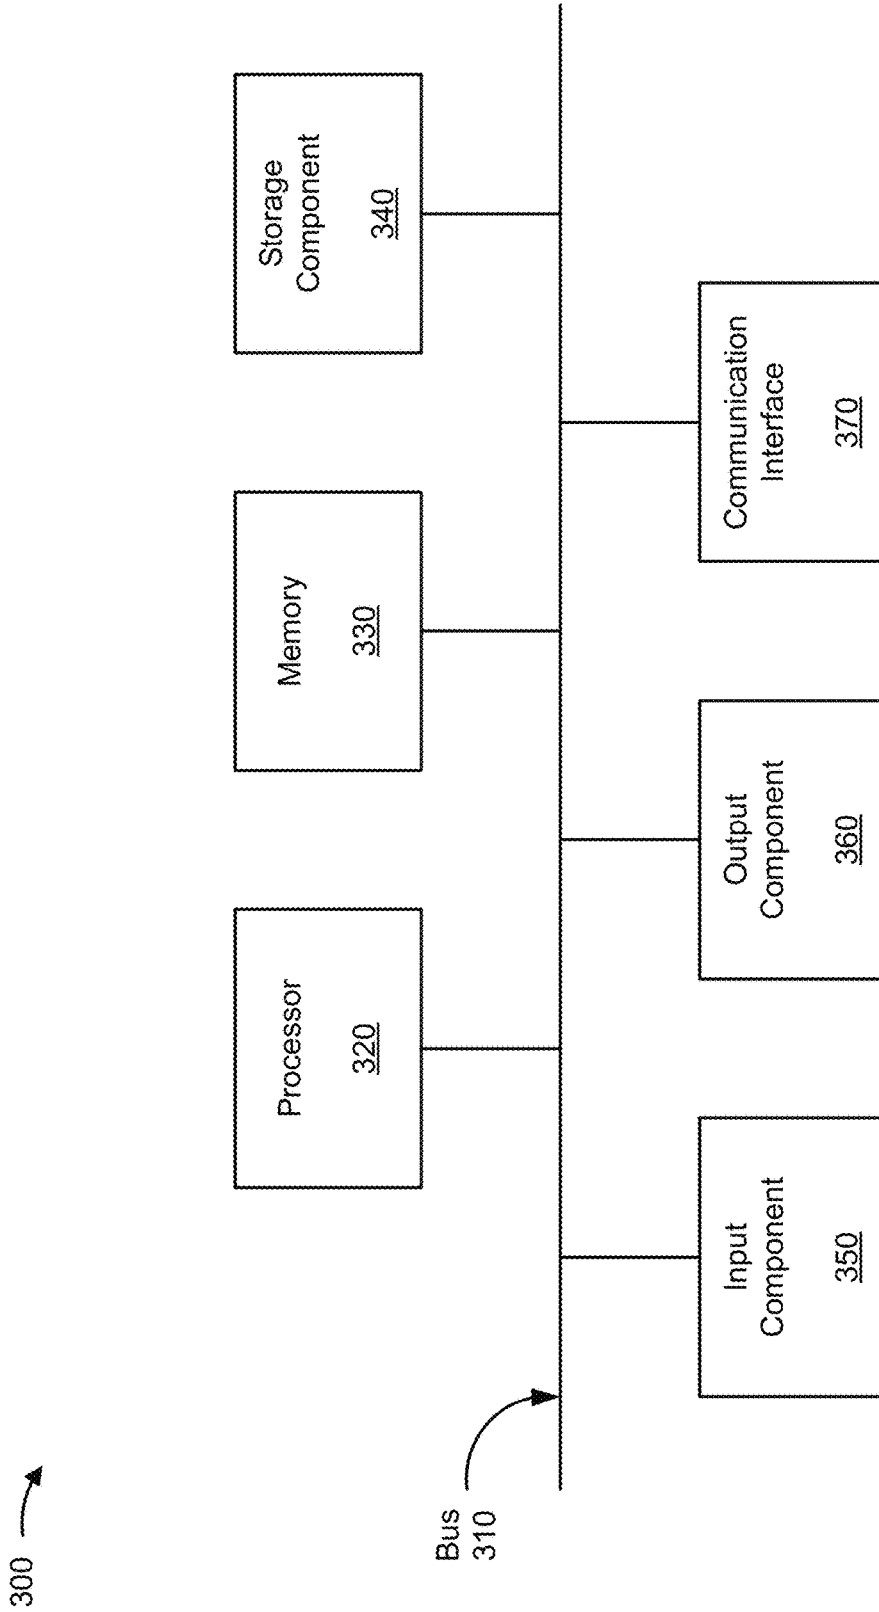 300
Processor
320
Memory
330
Storage
Component
340
Bus
310
Input
Component
350
Output
Component
360
Communication
Interface
370